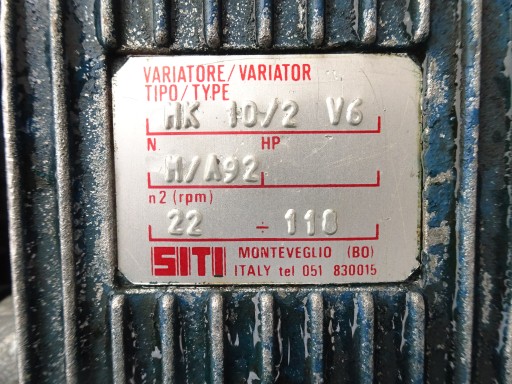 VARIATORE/VARIATOR
TIPO/TYPE
MK 10/2 V6
N. HP
M/A92
n2 (rpm)
22 ÷ 110
SITI MONTEVEGLIO (BO)
ITALY tel 051 830015